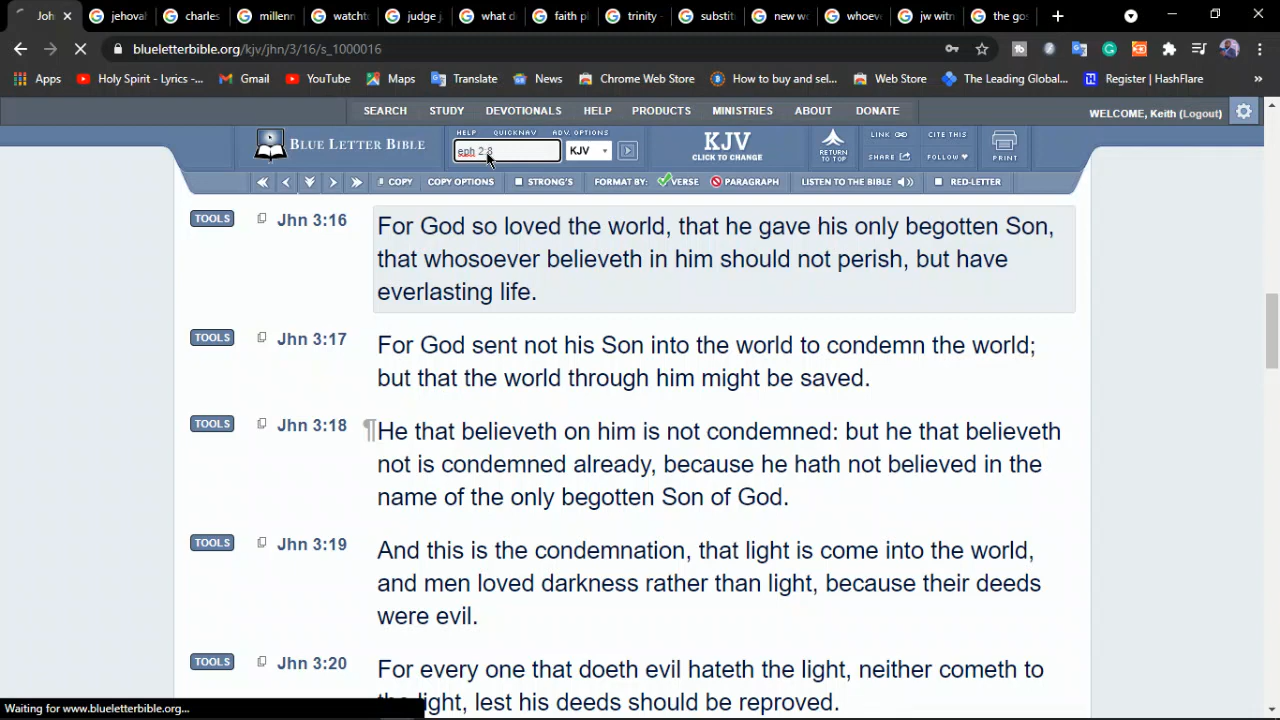 Joh
jehoval
charles
millenn
watcht
judge j
what d
faith pl
trinity -
substit
new wo
whoev
jw witn
the gos
blueletterbible.org/kjv/jhn/3/16/s_1000016
Apps
Holy Spirit - Lyrics -...
Gmail
YouTube
Maps
Translate
News
Chrome Web Store
How to buy and sel...
Web Store
The Leading Global...
Register | HashFlare
»
SEARCH STUDY DEVOTIONALS HELP PRODUCTS MINISTRIES ABOUT DONATE
WELCOME, Keith (Logout)
BLUE LETTER BIBLE
HELP QUICKNAV ADV. OPTIONS
eph 2 8
KJV
KJV
CLICK TO CHANGE
RETURN
TO TOP
LINK
CITE THIS
SHARE
FOLLOW
PRINT
COPY COPY OPTIONS STRONG'S FORMAT BY: VERSE PARAGRAPH LISTEN TO THE BIBLE RED-LETTER
TOOLS Jhn 3:16 For God so loved the world, that he gave his only begotten Son,
that whosoever believeth in him should not perish, but have
everlasting life.
TOOLS Jhn 3:17 For God sent not his Son into the world to condemn the world;
but that the world through him might be saved.
TOOLS Jhn 3:18 ¶He that believeth on him is not condemned: but he that believeth
not is condemned already, because he hath not believed in the
name of the only begotten Son of God.
TOOLS Jhn 3:19 And this is the condemnation, that light is come into the world,
and men loved darkness rather than light, because their deeds
were evil.
TOOLS Jhn 3:20 For every one that doeth evil hateth the light, neither cometh to
the light, lest his deeds should be reproved.
Waiting for www.blueletterbible.org...